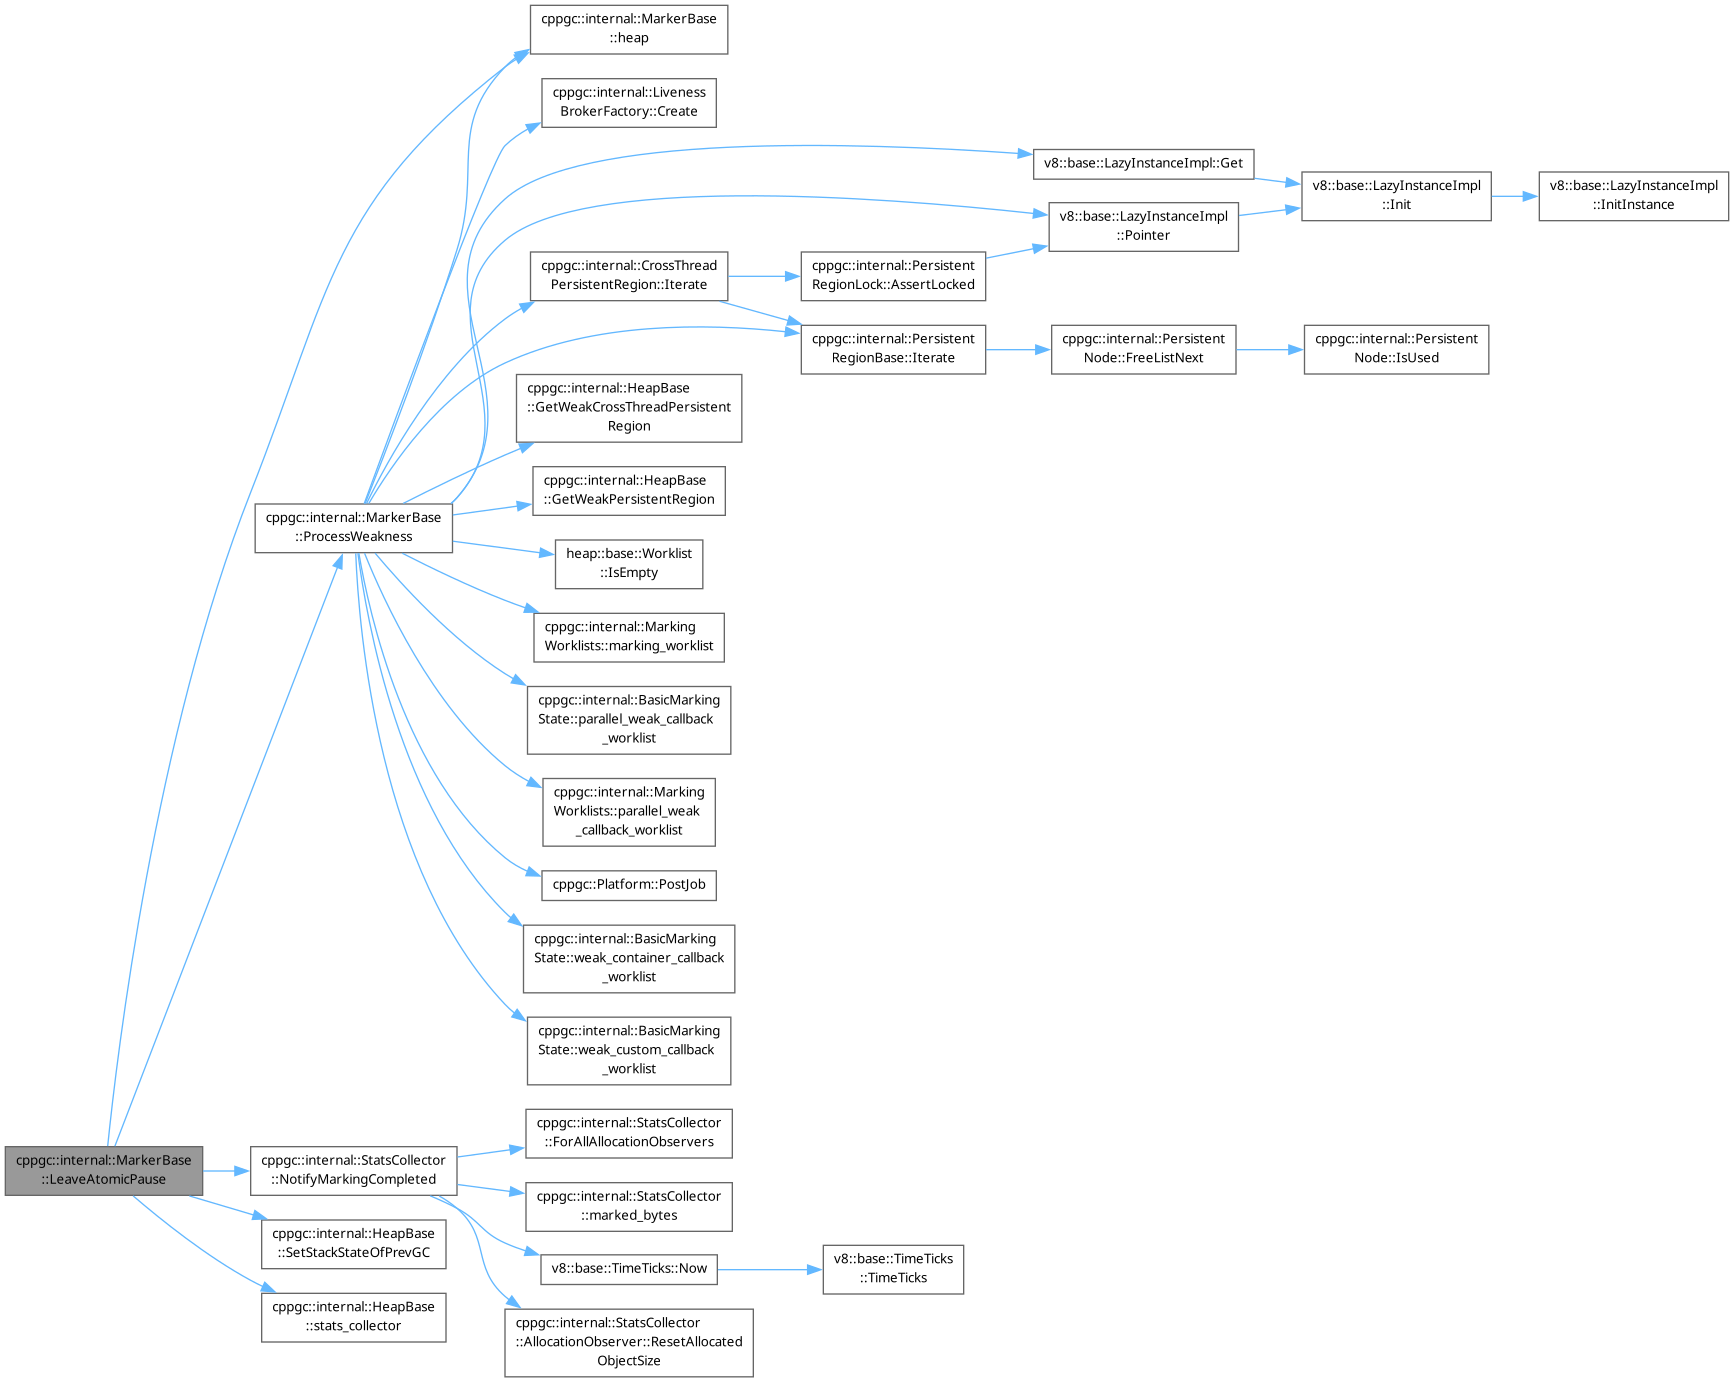 cppgc::internal::MarkerBase
::heap
cppgc::internal::Liveness
BrokerFactory::Create
v8::base::LazyInstanceImpl::Get
v8::base::LazyInstanceImpl
::Init
v8::base::LazyInstanceImpl
::InitInstance
v8::base::LazyInstanceImpl
::Pointer
cppgc::internal::CrossThread
PersistentRegion::Iterate
cppgc::internal::Persistent
RegionLock::AssertLocked
cppgc::internal::Persistent
RegionBase::Iterate
cppgc::internal::Persistent
Node::FreeListNext
cppgc::internal::Persistent
Node::IsUsed
cppgc::internal::HeapBase
::GetWeakCrossThreadPersistent
Region
cppgc::internal::HeapBase
::GetWeakPersistentRegion
cppgc::internal::MarkerBase
::ProcessWeakness
heap::base::Worklist
::IsEmpty
cppgc::internal::Marking
Worklists::marking_worklist
cppgc::internal::BasicMarking
State::parallel_weak_callback
_worklist
cppgc::internal::Marking
Worklists::parallel_weak
_callback_worklist
cppgc::Platform::PostJob
cppgc::internal::BasicMarking
State::weak_container_callback
_worklist
cppgc::internal::BasicMarking
State::weak_custom_callback
_worklist
cppgc::internal::MarkerBase
::LeaveAtomicPause
cppgc::internal::StatsCollector
::NotifyMarkingCompleted
cppgc::internal::StatsCollector
::ForAllAllocationObservers
cppgc::internal::StatsCollector
::marked_bytes
cppgc::internal::HeapBase
::SetStackStateOfPrevGC
v8::base::TimeTicks::Now
v8::base::TimeTicks
::TimeTicks
cppgc::internal::HeapBase
::stats_collector
cppgc::internal::StatsCollector
::AllocationObserver::ResetAllocated
ObjectSize